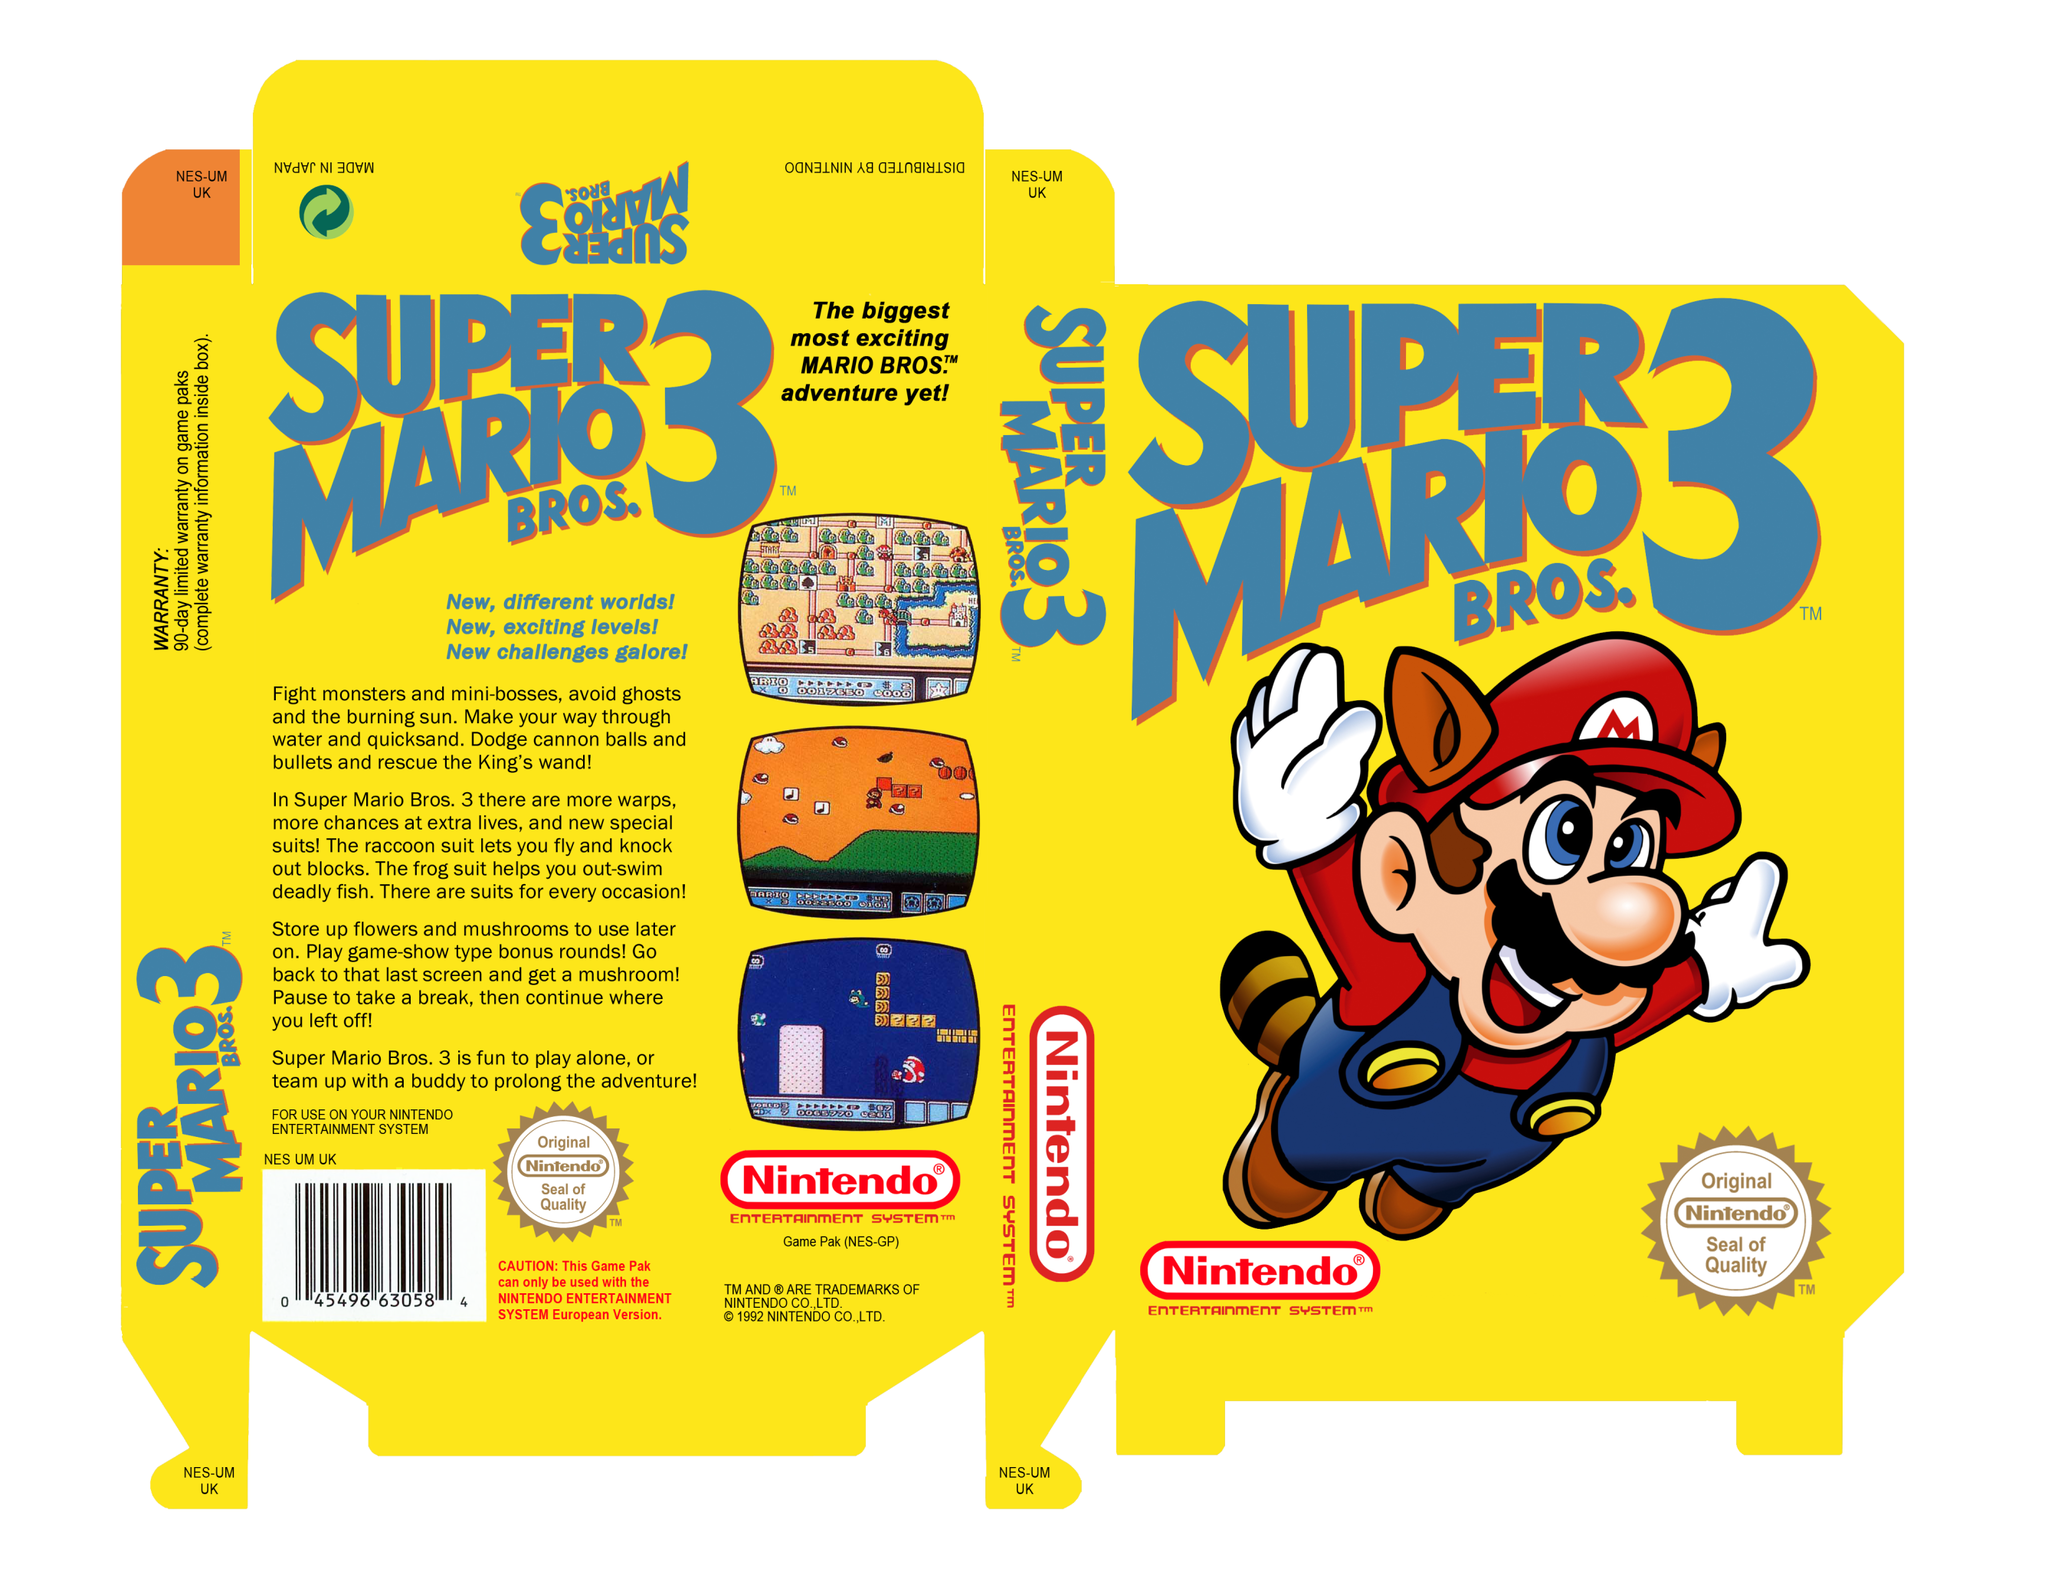 NES-UM
UK
MADE IN JAPAN
SUPER
MARIO
BROS.
3
DISTRIBUTED BY NINTENDO
NES-UM
UK
WARRANTY:
90-day limited warranty on game paks
(complete warranty information inside box).
SUPER
MARIO
BROS.
3
TM
SUPER
MARIO
BROS.
3
TM
The biggest
most exciting
MARIO BROS.™
adventure yet!
New, different worlds!
New, exciting levels!
New challenges galore!
Fight monsters and mini-bosses, avoid ghosts
and the burning sun. Make your way through
water and quicksand. Dodge cannon balls and
bullets and rescue the King's wand!
In Super Mario Bros. 3 there are more warps,
more chances at extra lives, and new special
suits! The raccoon suit lets you fly and knock
out blocks. The frog suit helps you out-swim
deadly fish. There are suits for every occasion!
Store up flowers and mushrooms to use later
on. Play game-show type bonus rounds! Go
back to that last screen and get a mushroom!
Pause to take a break, then continue where
you left off!
Super Mario Bros. 3 is fun to play alone, or
team up with a buddy to prolong the adventure!
FOR USE ON YOUR NINTENDO
ENTERTAINMENT SYSTEM
NES UM UK
0 45496 63058 4
Original
Nintendo®
Seal of
Quality
TM
CAUTION: This Game Pak
can only be used with the
NINTENDO ENTERTAINMENT
SYSTEM European Version.
START
Nintendo®
ENTERTAINMENT SYSTEM™
Game Pak (NES-GP)
TM AND ® ARE TRADEMARKS OF
NINTENDO CO.,LTD.
© 1992 NINTENDO CO.,LTD.
SUPER
MARIO
BROS.
3
TM
Nintendo®
ENTERTAINMENT SYSTEM™
SUPER
MARIO
BROS.
3
TM
M
Nintendo®
ENTERTAINMENT SYSTEM™
Original
Nintendo®
Seal of
Quality
TM
NES-UM
UK
NES-UM
UK